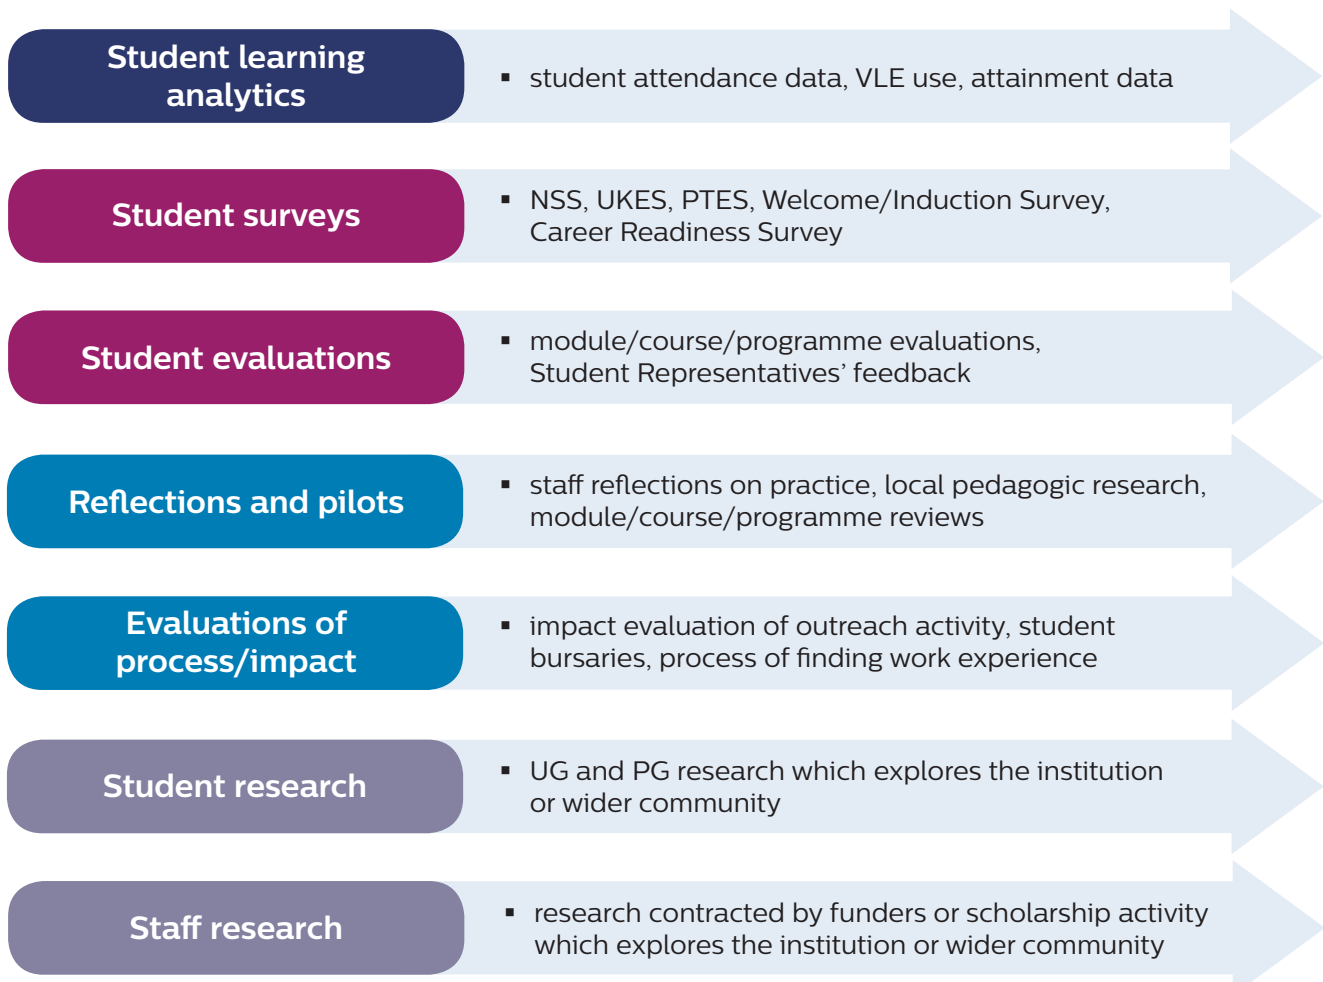 Student learning
analytics
▪ student attendance data, VLE use, attainment data
Student surveys
▪ NSS, UKES, PTES, Welcome/Induction Survey,
Career Readiness Survey
Student evaluations
▪ module/course/programme evaluations,
Student Representatives’ feedback
Reflections and pilots
▪ staff reflections on practice, local pedagogic research,
module/course/programme reviews
Evaluations of
process/impact
▪ impact evaluation of outreach activity, student
bursaries, process of finding work experience
Student research
▪ UG and PG research which explores the institution
or wider community
Staff research
▪ research contracted by funders or scholarship activity
which explores the institution or wider community